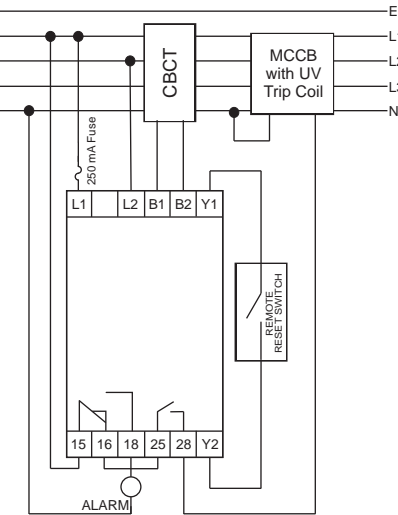 E
L1
L2
L3
N
CBCT
MCCB
with UV
Trip Coil
250 mA Fuse
L1
L2
B1
B2
Y1
REMOTE
RESET SWITCH
15
16
18
25
28
Y2
ALARM